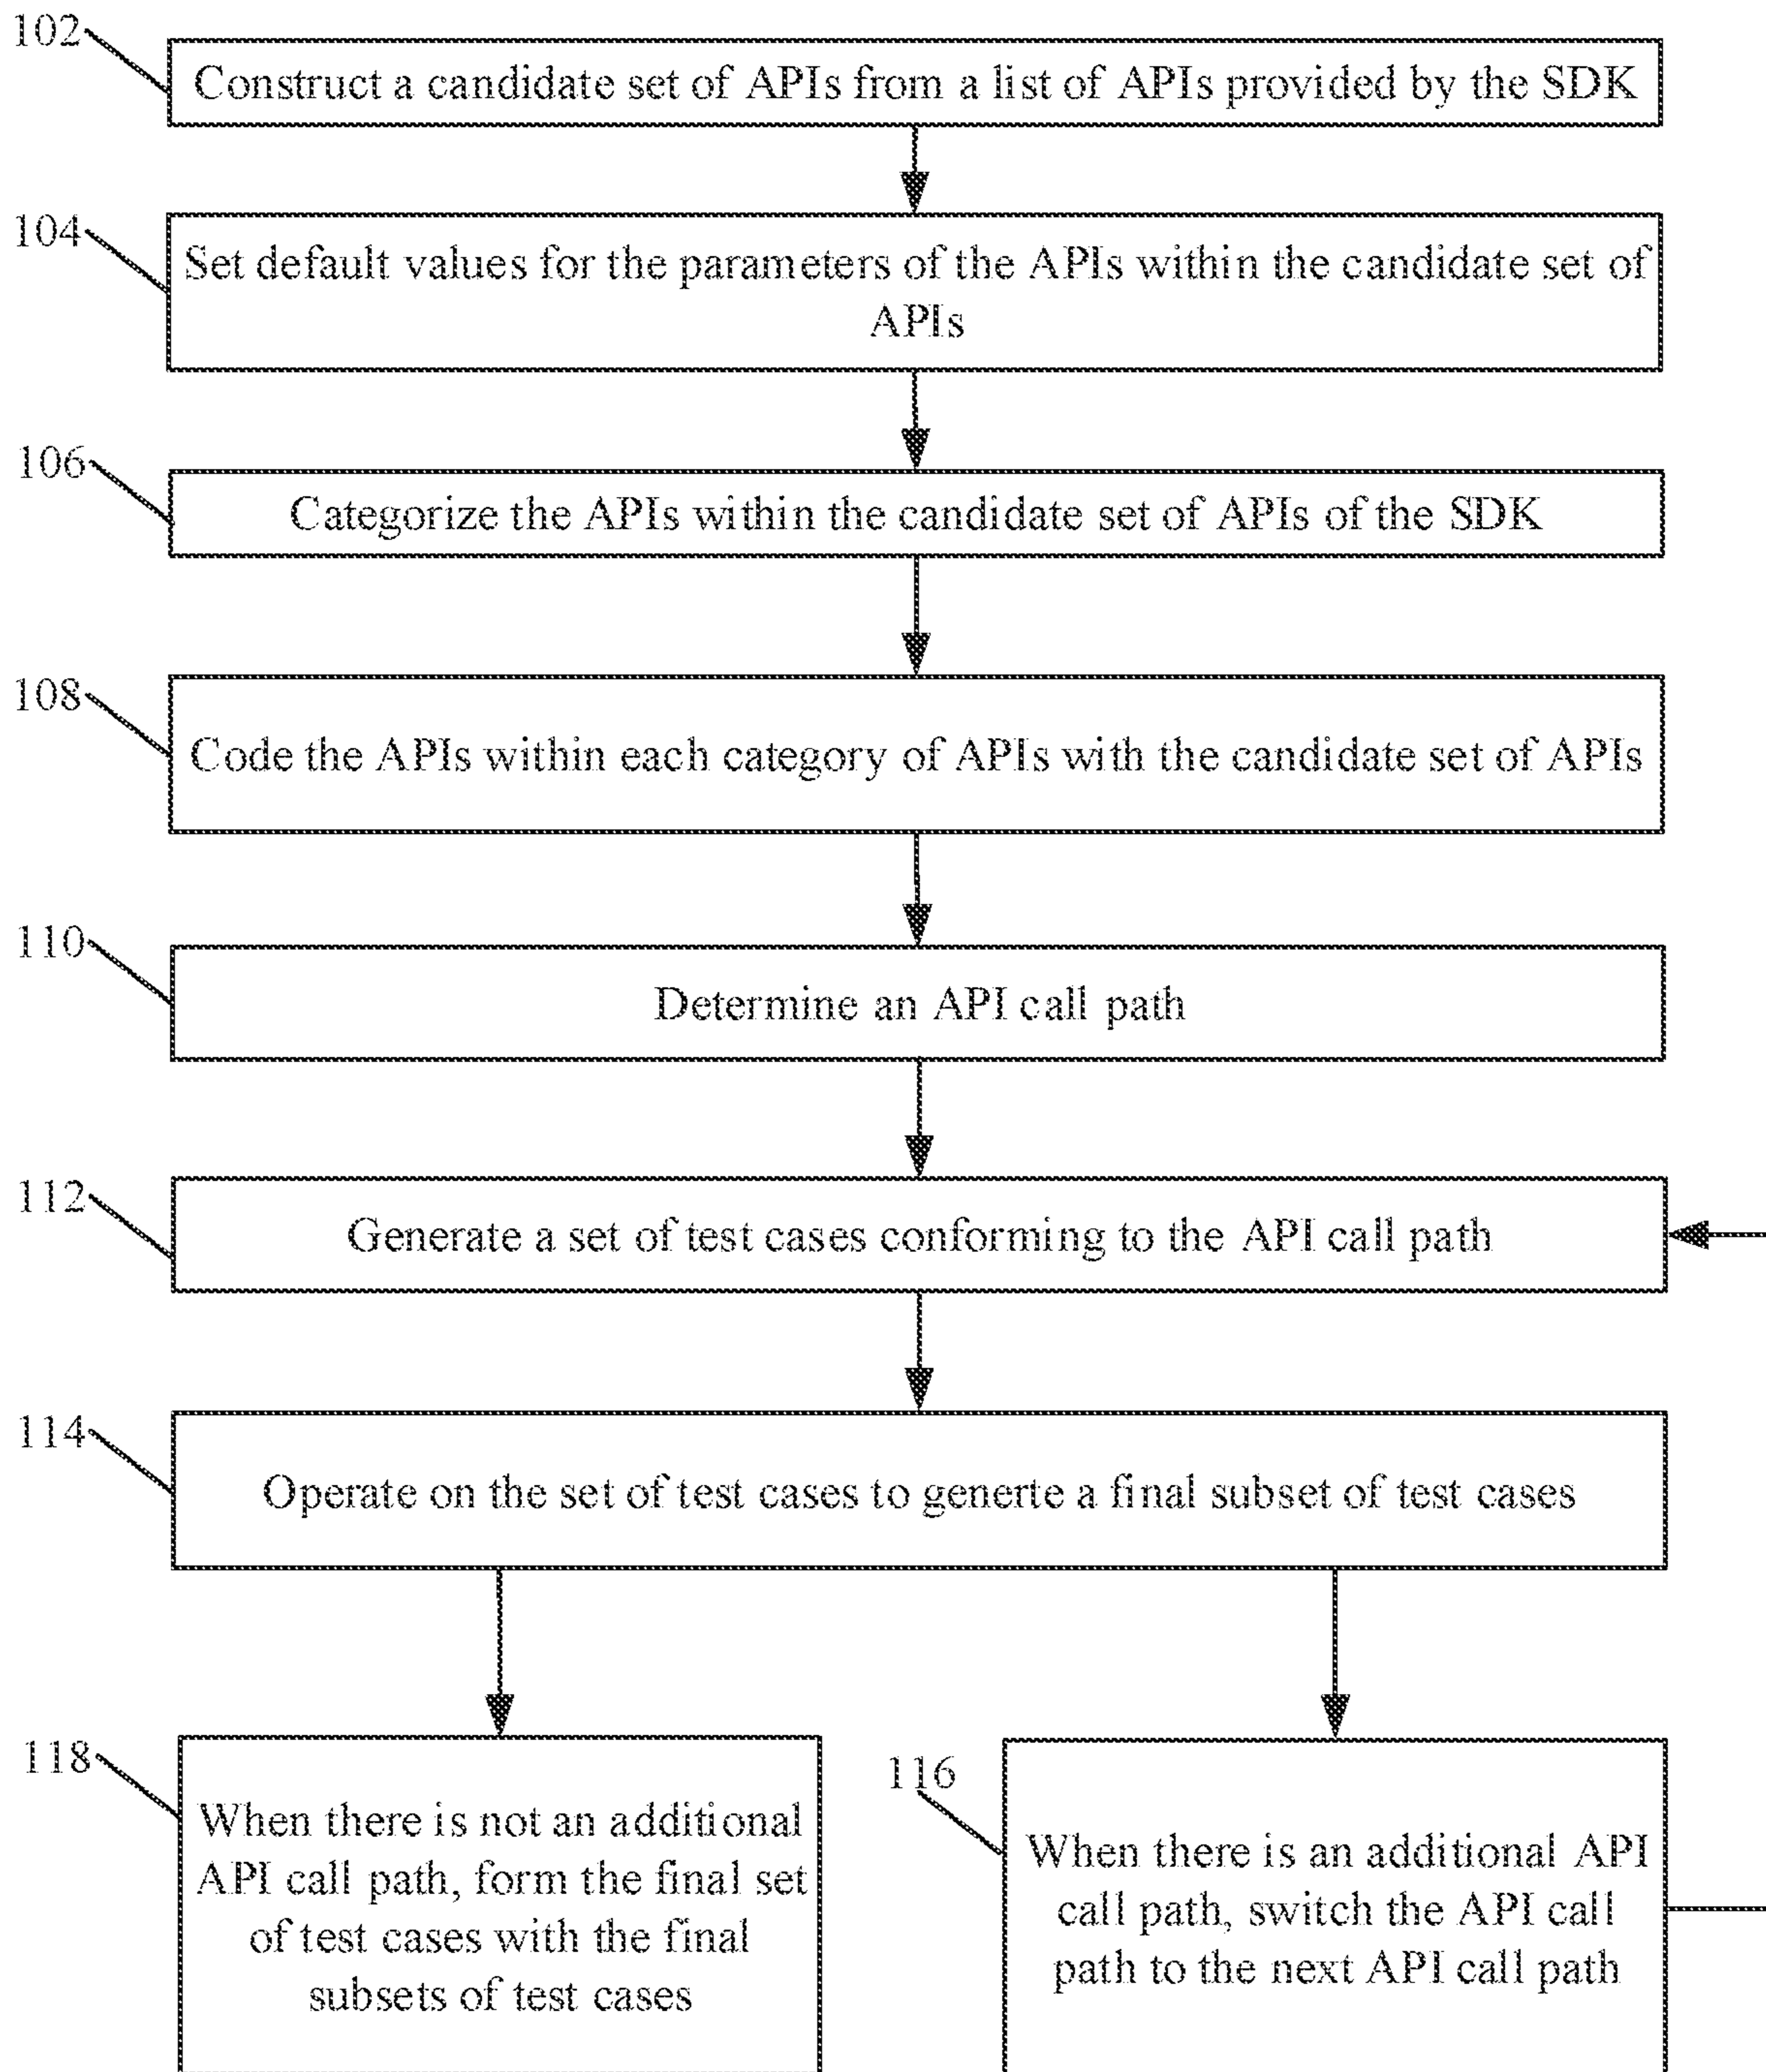 102
Construct a candidate set of APIs from a list of APIs provided by the SDK
104
Set default values for the parameters of the APIs within the candidate set of
APIs
106
Categorize the APIs within the candidate set of APIs of the SDK
108
Code the APIs within each category of APIs with the candidate set of APIs
110
Determine an API call path
112
Generate a set of test cases conforming to the API call path
114
Operate on the set of test cases to generte a final subset of test cases
118
When there is not an additional
API call path, form the final set
of test cases with the final
subsets of test cases
116
When there is an additional API
call path, switch the API call
path to the next API call path